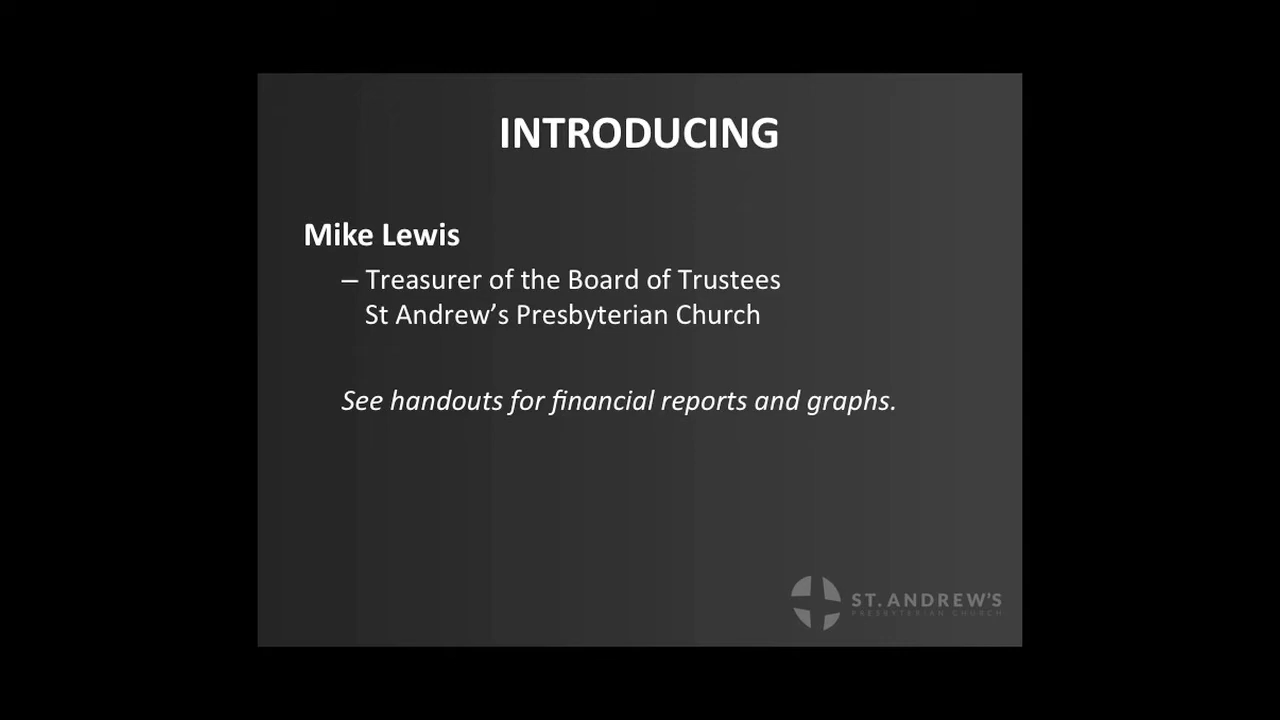 INTRODUCING
Mike Lewis
– Treasurer of the Board of Trustees
St Andrew’s Presbyterian Church
See handouts for financial reports and graphs.
ST. ANDREW'S
PRESBYTERIAN CHURCH